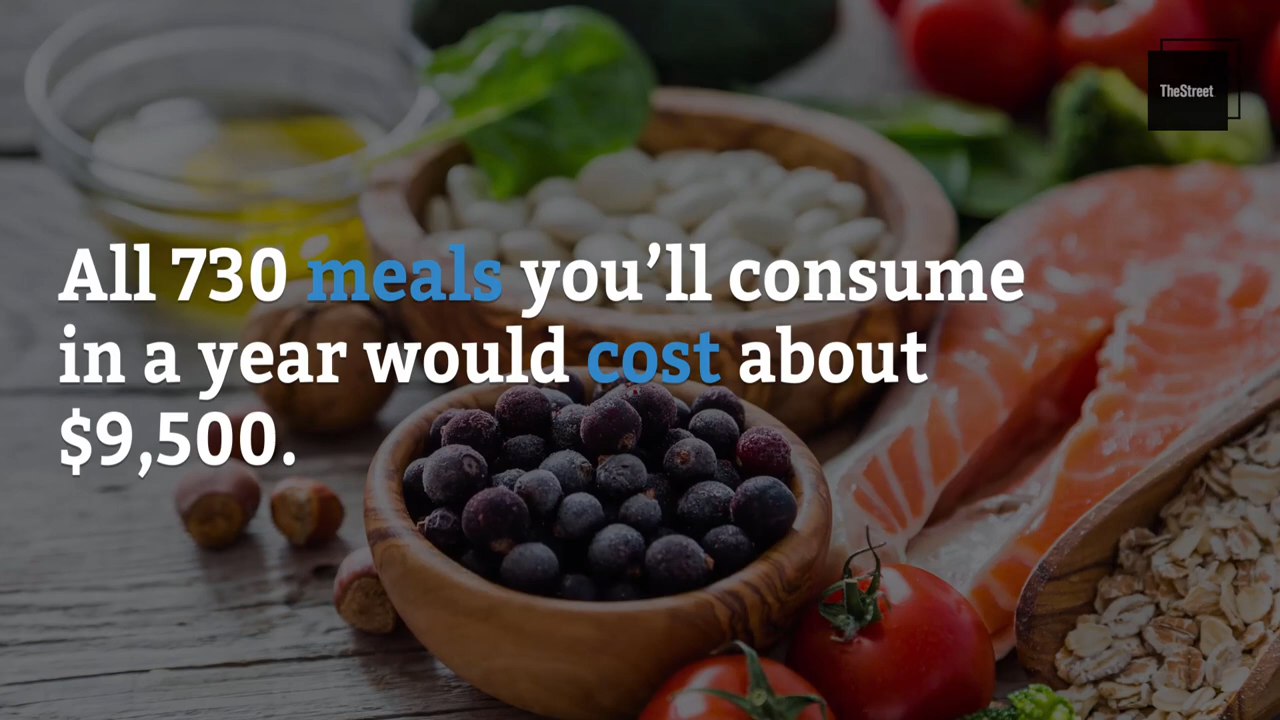 TheStreet
All 730 meals you’ll consume
in a year would cost about
$9,500.